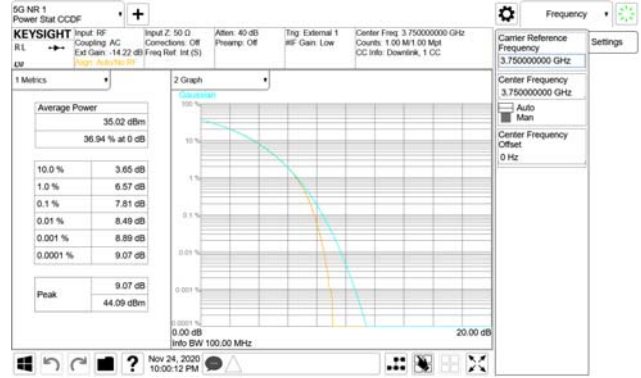 5G NR 1
Power Stat CCDF
Frequency
KEYSIGHT
RL
Input: RF
Coupling: AC
Ext Gain: -14.22 dB
Align: Auto/No RF
Input Z: 50 Ω
Corrections: Off
Freq Ref: Int (S)
Atten: 40 dB
Preamp: Off
Trig: External 1
#IF Gain: Low
Center Freq: 3.750000000 GHz
Counts: 1.00 M/1.00 Mpt
CC Info: Downlink, 1 CC
Carrier Reference
Frequency
3.750000000 GHz
Settings
Center Frequency
3.750000000 GHz
Auto
Man
Center Frequency
Offset
0 Hz
1 Metrics
Average Power
35.02 dBm
36.94 % at 0 dB
10.0 % 3.65 dB
1.0 % 6.57 dB
0.1 % 7.81 dB
0.01 % 8.49 dB
0.001 % 8.89 dB
0.0001 % 9.07 dB
Peak
9.07 dB
44.09 dBm
2 Graph
Gaussian
100 %
10 %
1 %
0.1 %
0.01 %
0.001 %
0.0001 %
0.00 dB
20.00 dB
Info BW 100.00 MHz
Nov 24, 2020
10:00:12 PM